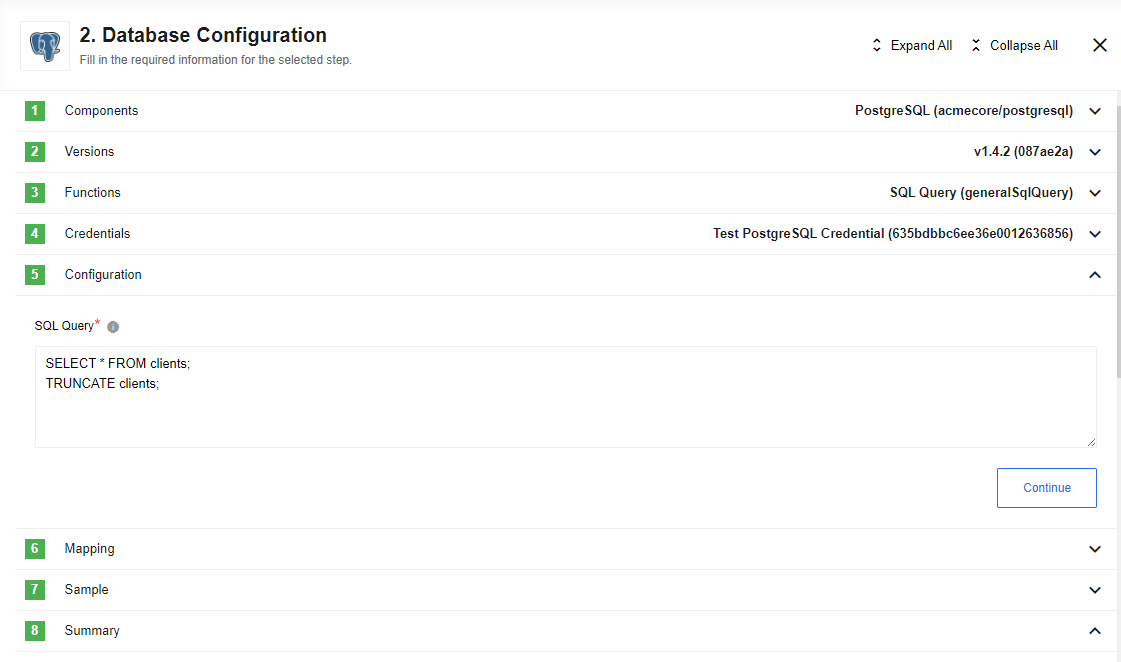 2. Database Configuration
Fill in the required information for the selected step.
Expand All
Collapse All
1 Components PostgreSQL (acmecore/postgresql)
2 Versions v1.4.2 (087ae2a)
3 Functions SQL Query (generalSqlQuery)
4 Credentials Test PostgreSQL Credential (635bdbbc6ee36e0012636856)
5 Configuration
SQL Query*
SELECT * FROM clients;
TRUNCATE clients;
Continue
6 Mapping
7 Sample
8 Summary